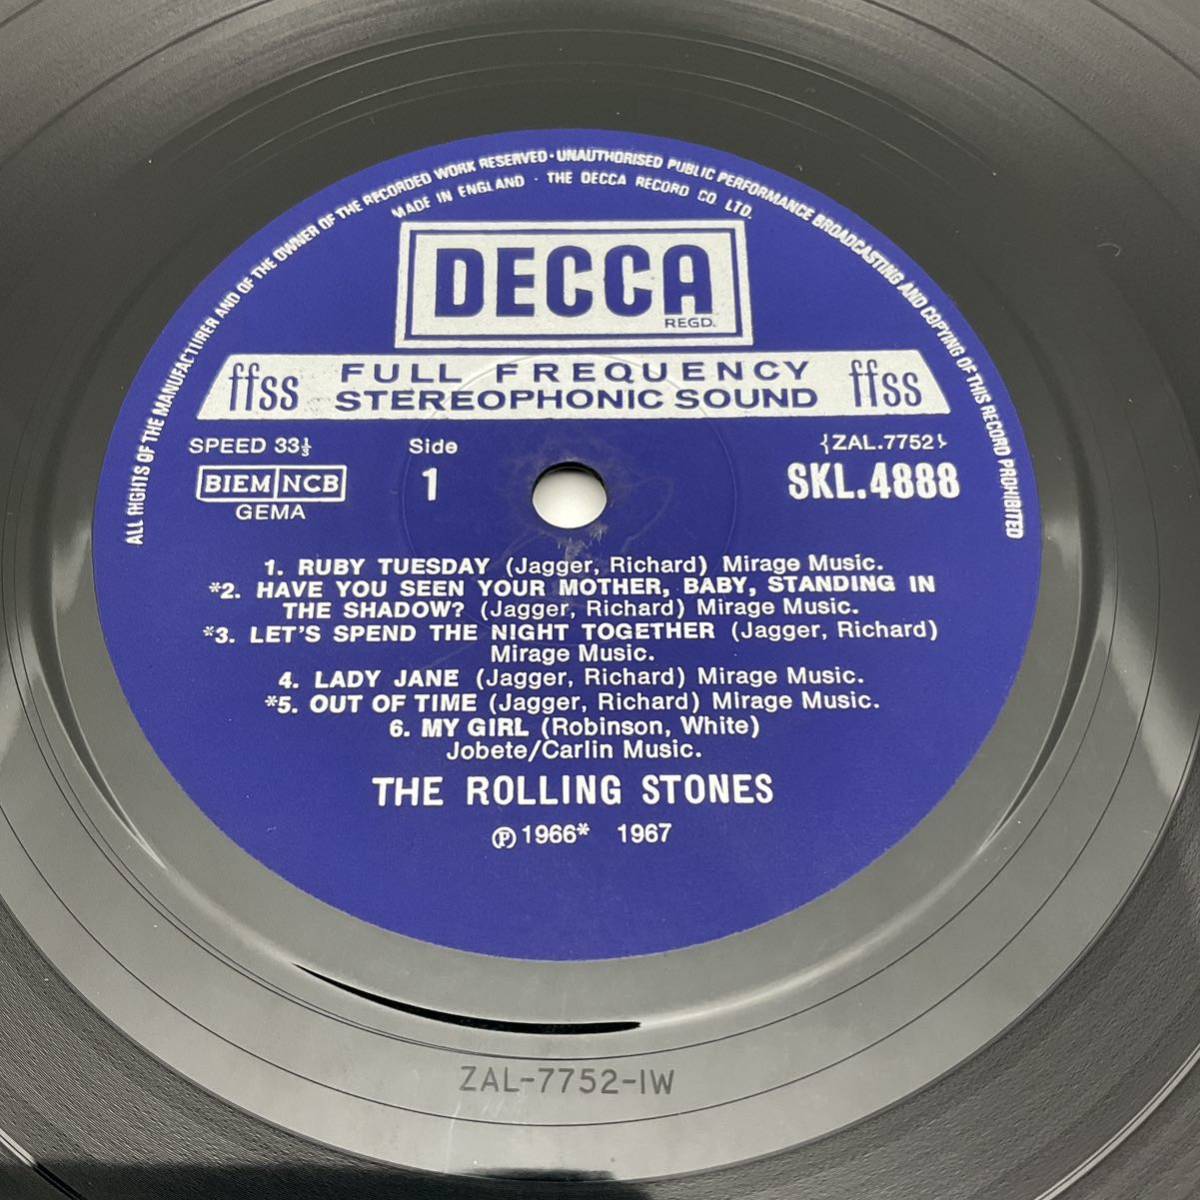 ALL RIGHTS OF THE MANUFACTURER AND OF THE OWNER OF THE RECORDED WORK RESERVED · UNAUTHORISED PUBLIC PERFORMANCE BROADCASTING AND COPYING OF THIS RECORD PROHIBITED
MADE IN ENGLAND · THE DECCA RECORD CO. LTD.
DECCA
REGD.
ffss FULL FREQUENCY ffss
STEREOPHONIC SOUND
SPEED 33⅓ Side {ZAL.7752}
BIEM NCB 1 SKL.4888
GEMA
1. RUBY TUESDAY (Jagger, Richard) Mirage Music.
*2. HAVE YOU SEEN YOUR MOTHER, BABY, STANDING IN
THE SHADOW? (Jagger, Richard) Mirage Music.
*3. LET'S SPEND THE NIGHT TOGETHER (Jagger, Richard)
Mirage Music.
4. LADY JANE (Jagger, Richard) Mirage Music.
*5. OUT OF TIME (Jagger, Richard) Mirage Music.
6. MY GIRL (Robinson, White)
Jobete/Carlin Music.
THE ROLLING STONES
Ⓟ 1966* 1967
ZAL-7752-1W